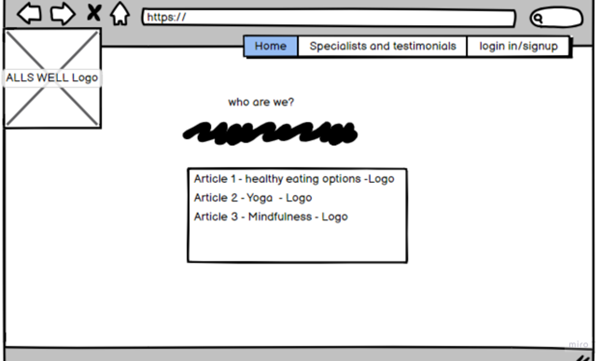 https://
Home
Specialists and testimonials
login in/signup
ALLS WELL Logo
who are we?
Article 1 - healthy eating options -Logo
Article 2 - Yoga - Logo
Article 3 - Mindfulness - Logo
miro